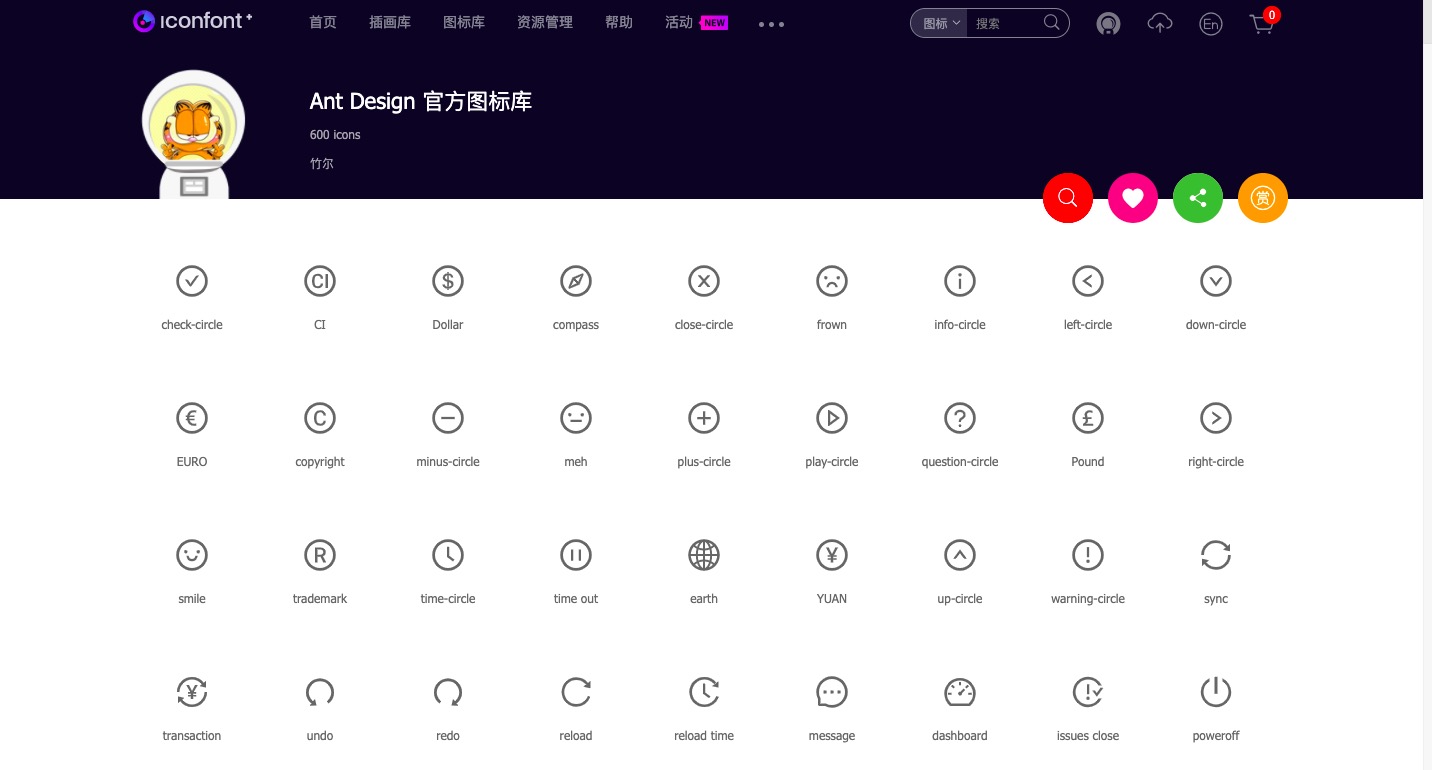 iconfont+ 首页 插画库 图标库 资源管理 帮助 活动 NEW ••• 图标 搜索 En 0
Ant Design 官方图标库
600 icons
竹尔
赏
check-circle CI Dollar compass close-circle frown info-circle left-circle down-circle
EURO copyright minus-circle meh plus-circle play-circle question-circle Pound right-circle
smile trademark time-circle time out earth YUAN up-circle warning-circle sync
transaction undo redo reload reload time message dashboard issues close poweroff